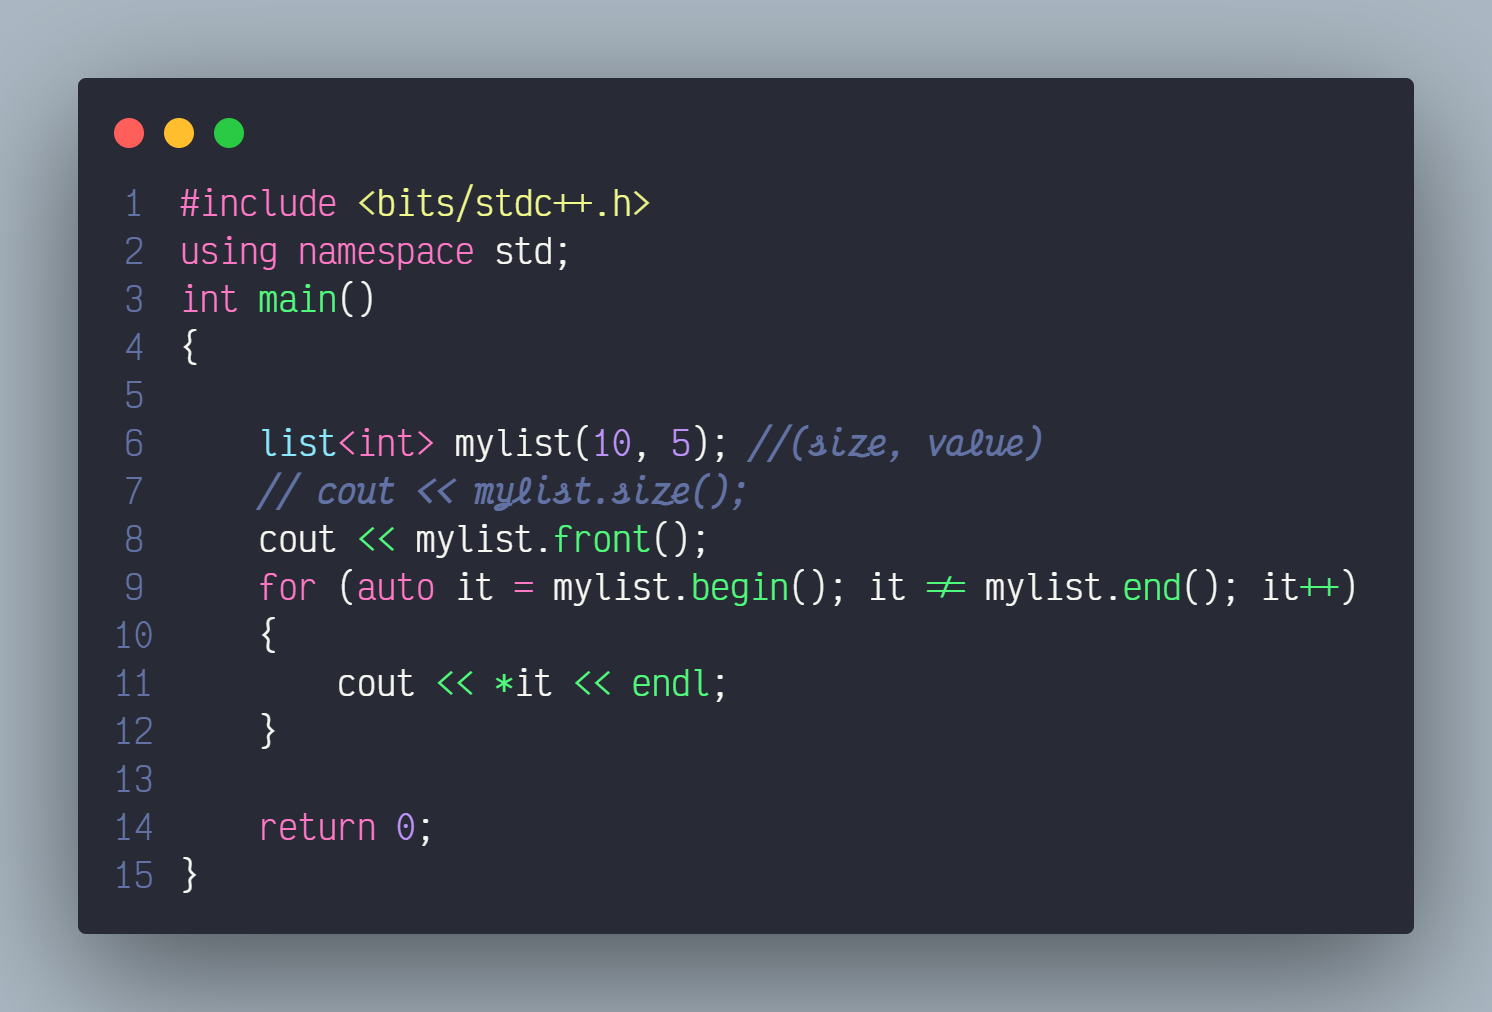 1 #include <bits/stdc++.h>
2 using namespace std;
3 int main()
4 {
5
6     list<int> mylist(10, 5); //(size, value)
7     // cout << mylist.size();
8     cout << mylist.front();
9     for (auto it = mylist.begin(); it != mylist.end(); it++)
10     {
11         cout << *it << endl;
12     }
13
14     return 0;
15 }